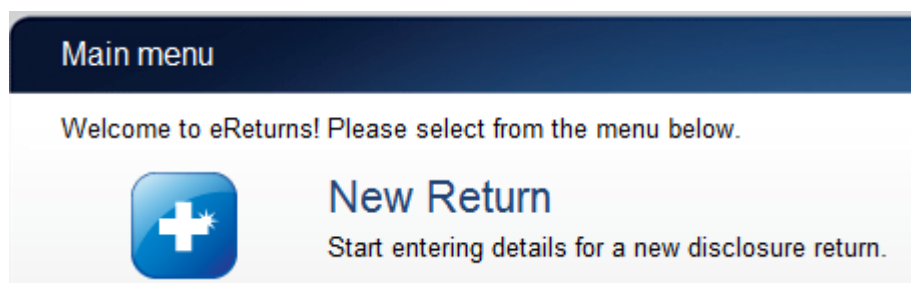 Main menu
Welcome to eReturns! Please select from the menu below.
New Return
Start entering details for a new disclosure return.